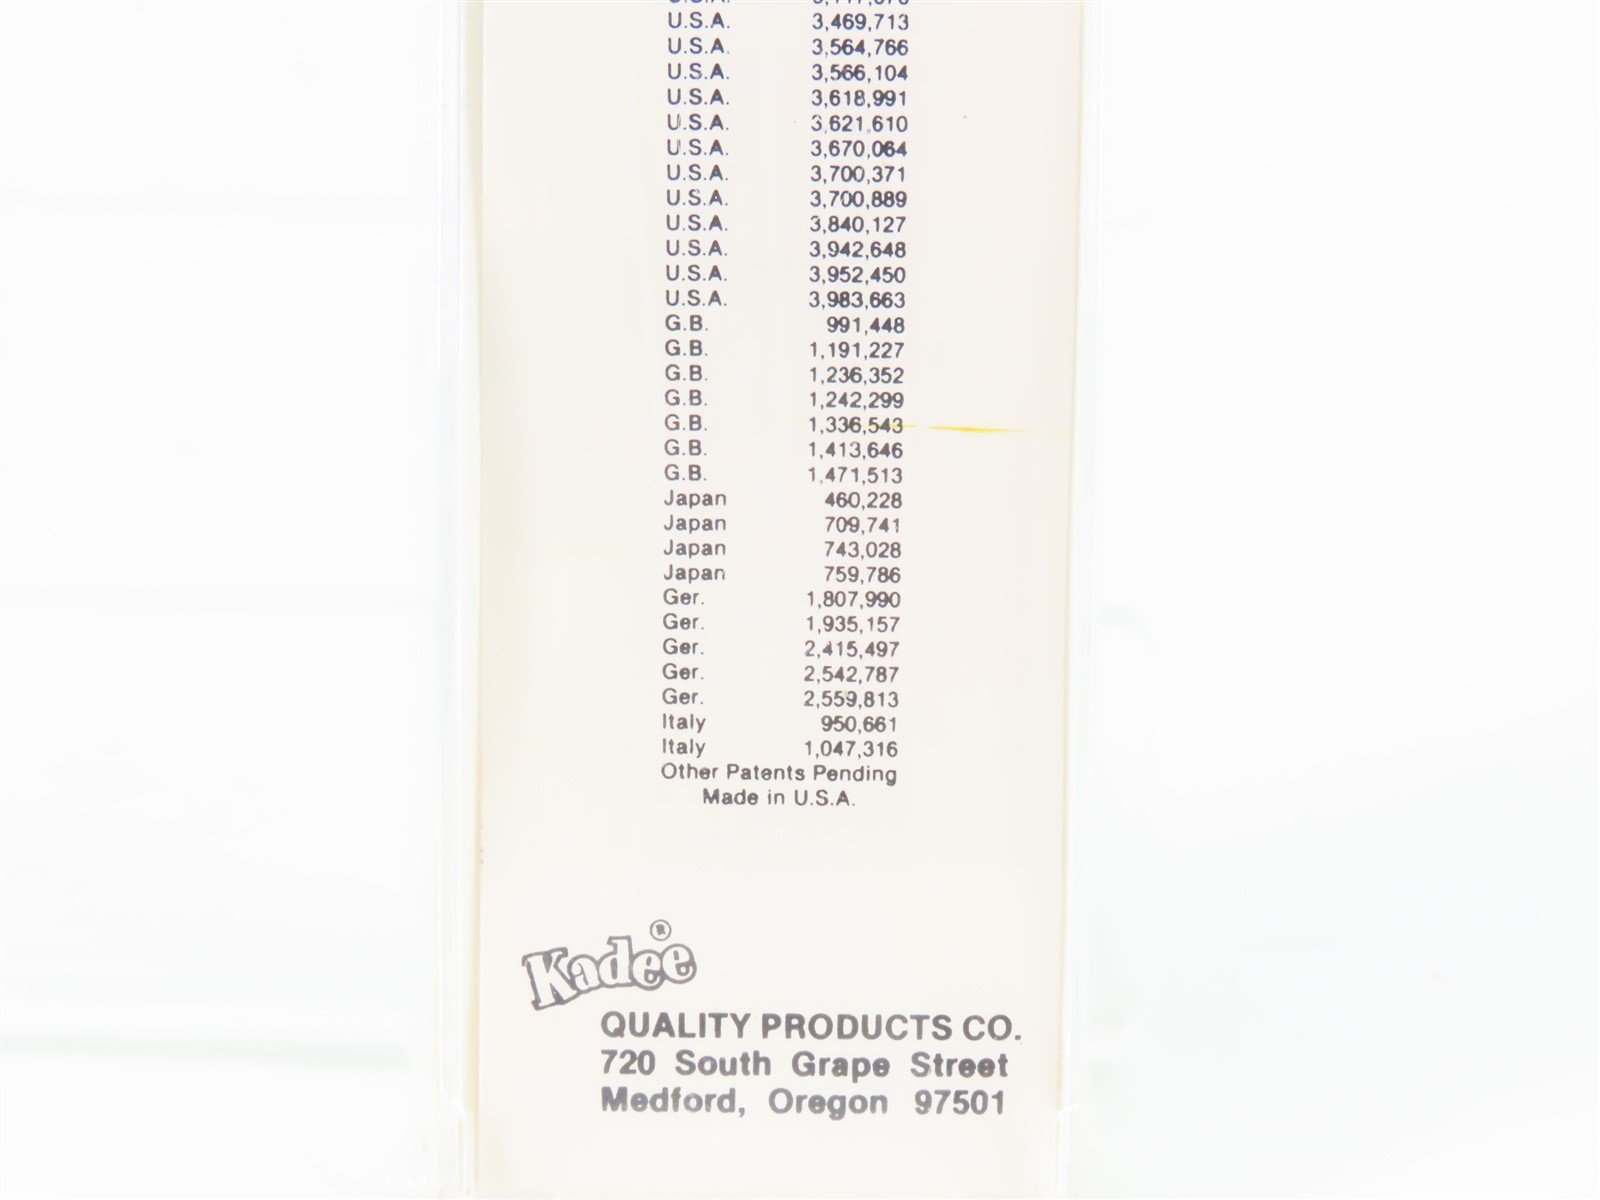 U.S.A. 3,469,713
U.S.A. 3,564,766
U.S.A. 3,566,104
U.S.A. 3,618,991
U.S.A. 3,621,610
U.S.A. 3,670,064
U.S.A. 3,700,371
U.S.A. 3,700,889
U.S.A. 3,840,127
U.S.A. 3,942,648
U.S.A. 3,952,450
U.S.A. 3,983,663
G.B. 991,448
G.B. 1,191,227
G.B. 1,236,352
G.B. 1,242,299
G.B. 1,336,543
G.B. 1,413,646
G.B. 1,471,513
Japan 460,228
Japan 709,741
Japan 743,028
Japan 759,786
Ger. 1,807,990
Ger. 1,935,157
Ger. 2,415,497
Ger. 2,542,787
Ger. 2,559,813
Italy 950,661
Italy 1,047,316
Other Patents Pending
Made in U.S.A.
Kadee ®
QUALITY PRODUCTS CO.
720 South Grape Street
Medford, Oregon 97501